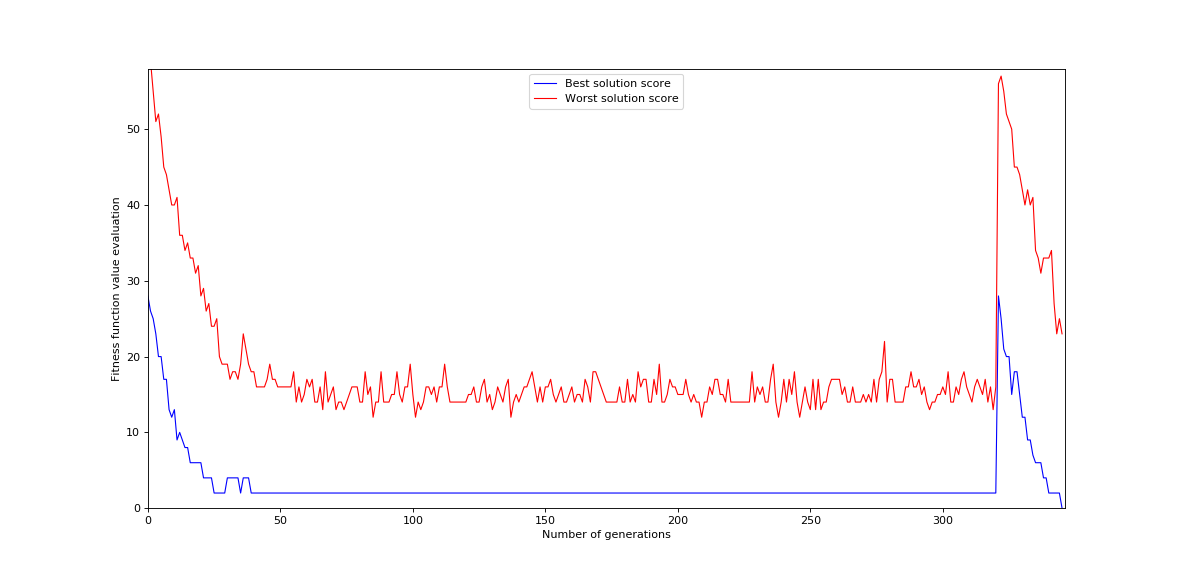 Best solution score
Worst solution score
Fitness function value evaluation
50
40
30
20
10
0
0 50 100 150 200 250 300
Number of generations